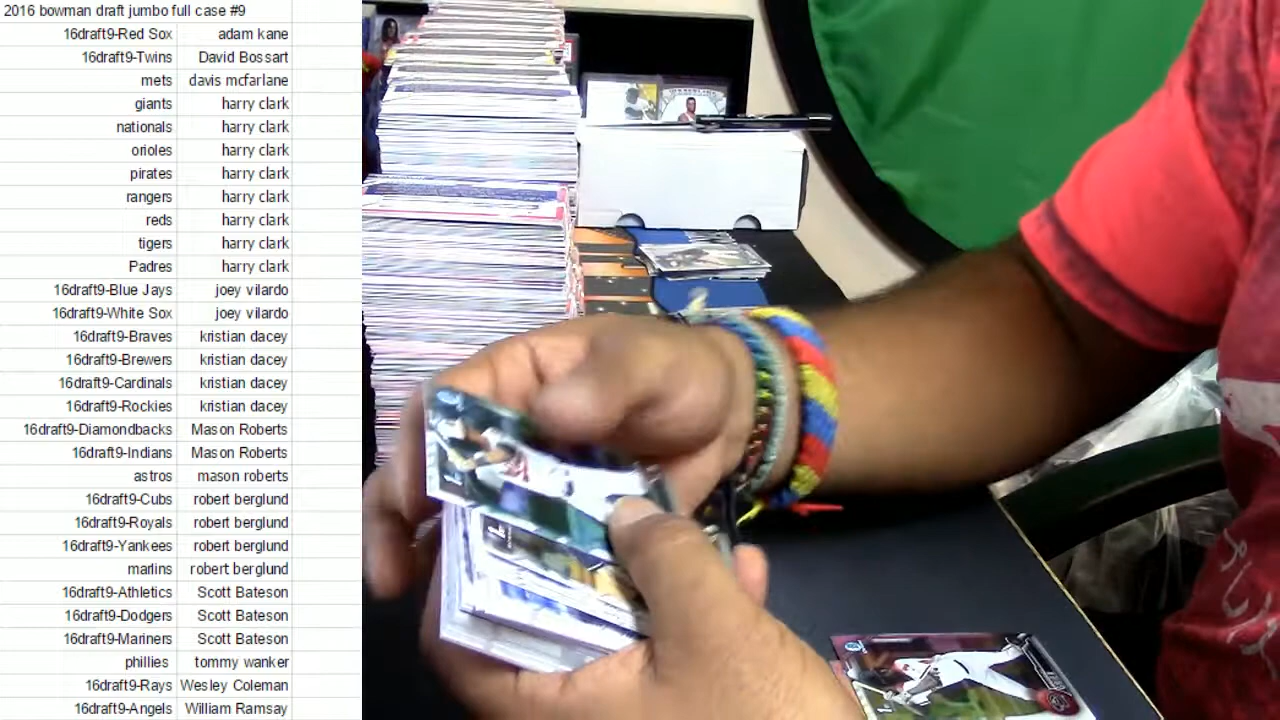 2016 bowman draft jumbo full case #9
16draft9-Red Sox adam kane
16draft9-Twins David Bossart
mets davis mcfarlane
giants harry clark
nationals harry clark
orioles harry clark
pirates harry clark
rangers harry clark
reds harry clark
tigers harry clark
Padres harry clark
16draft9-Blue Jays joey vilardo
16draft9-White Sox joey vilardo
16draft9-Braves kristian dacey
16draft9-Brewers kristian dacey
16draft9-Cardinals kristian dacey
16draft9-Rockies kristian dacey
16draft9-Diamondbacks Mason Roberts
16draft9-Indians Mason Roberts
astros mason roberts
16draft9-Cubs robert berglund
16draft9-Royals robert berglund
16draft9-Yankees robert berglund
marlins robert berglund
16draft9-Athletics Scott Bateson
16draft9-Dodgers Scott Bateson
16draft9-Mariners Scott Bateson
phillies tommy wanker
16draft9-Rays Wesley Coleman
16draft9-Angels William Ramsay